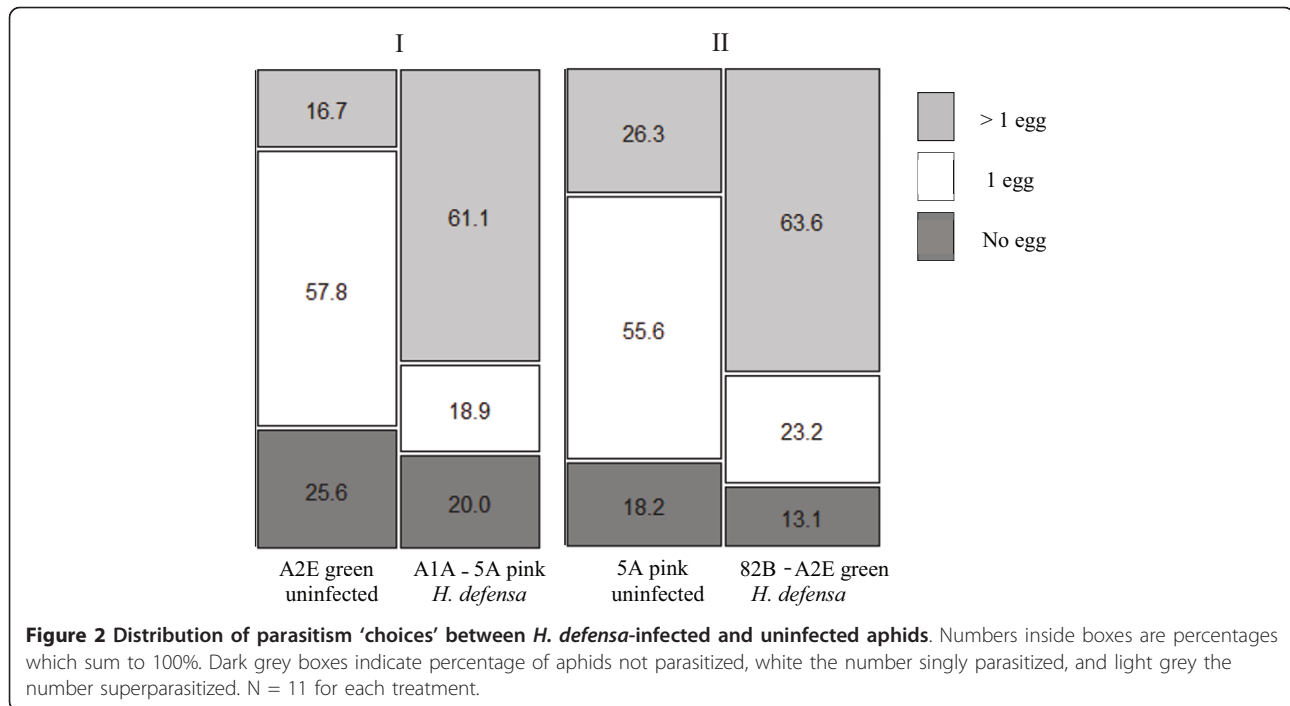 I II
16.7 61.1 26.3 63.6
57.8 18.9 55.6 23.2
25.6 20.0 18.2 13.1
> 1 egg
1 egg
No egg
A2E green uninfected
A1A - 5A pink H. defensa
5A pink uninfected
82B - A2E green H. defensa
Figure 2 Distribution of parasitism ‘choices’ between H. defensa-infected and uninfected aphids. Numbers inside boxes are percentages
which sum to 100%. Dark grey boxes indicate percentage of aphids not parasitized, white the number singly parasitized, and light grey the
number superparasitized. N = 11 for each treatment.